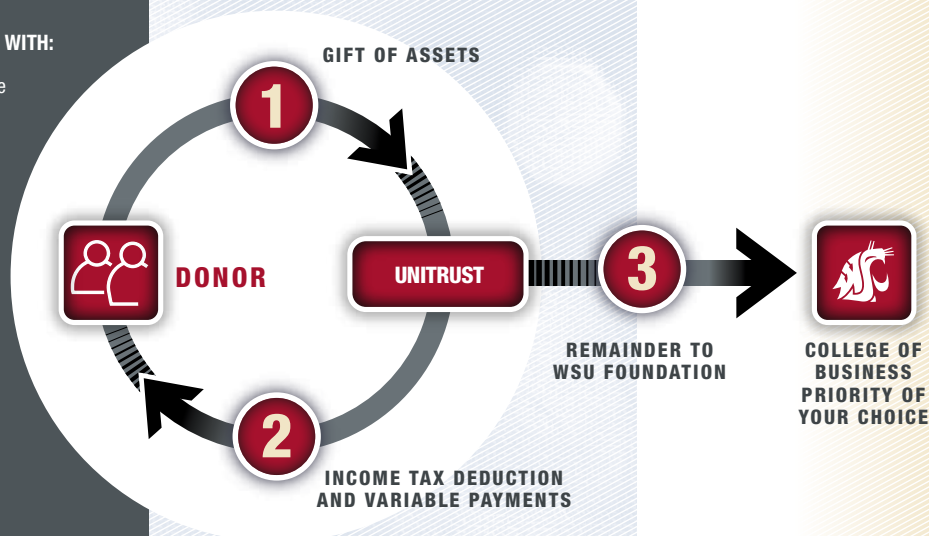 WITH:
e
GIFT OF ASSETS
1
DONOR
UNITRUST
3
REMAINDER TO
WSU FOUNDATION
COLLEGE OF
BUSINESS
PRIORITY OF
YOUR CHOICE
2
INCOME TAX DEDUCTION
AND VARIABLE PAYMENTS